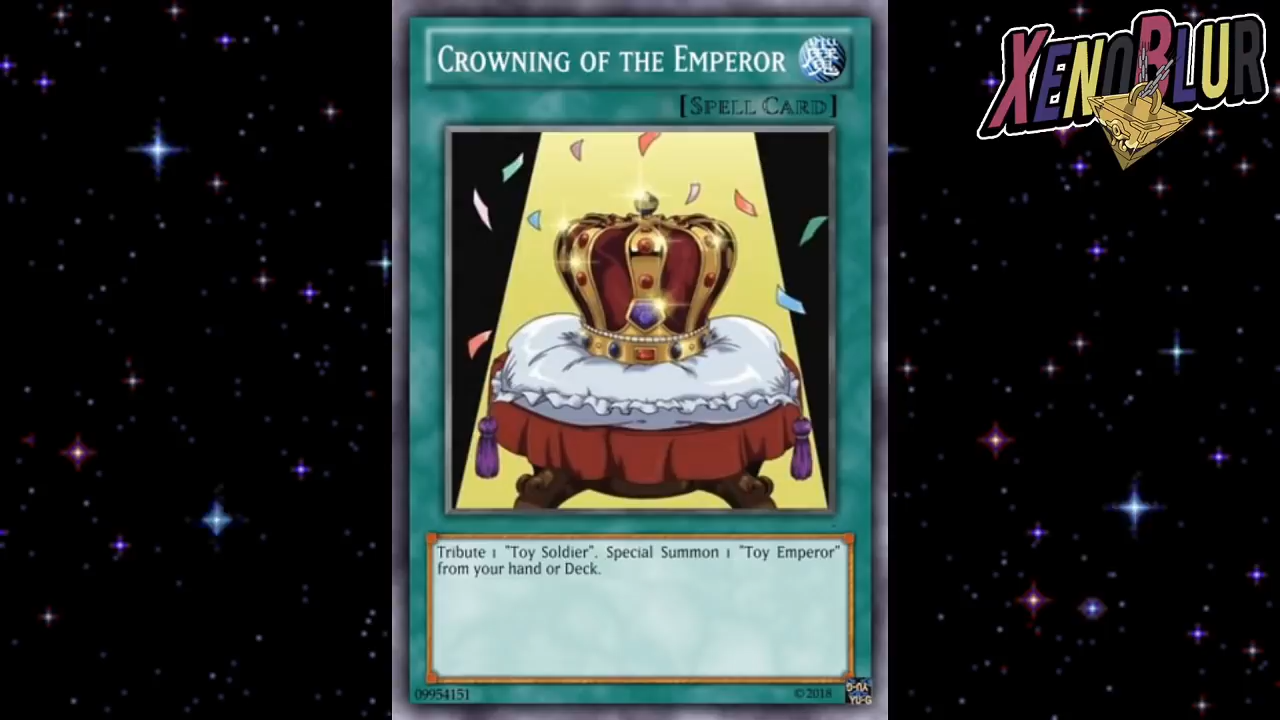 CROWNING OF THE EMPEROR
XENOBLUR
[SPELL CARD]
Tribute 1 "Toy Soldier". Special Summon 1 "Toy Emperor"
from your hand or Deck.
09954151
©2018